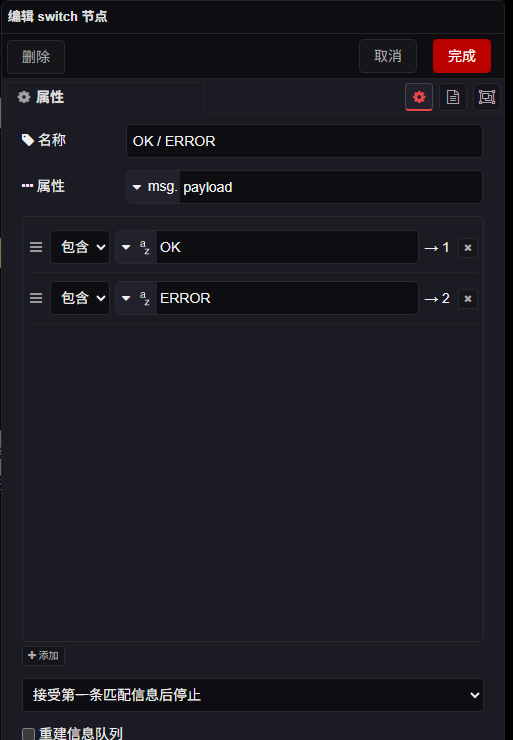 编辑 switch 节点
删除
取消
完成
属性
名称
OK / ERROR
属性
msg. payload
包含 a z OK → 1
包含 a z ERROR → 2
添加
接受第一条匹配信息后停止
重建信息队列